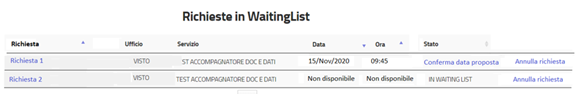 Richieste in WaitingList
Richiesta Ufficio Servizio Data Ora Stato
Richiesta 1 VISTO ST ACCOMPAGNATORE DOC E DATI 15/Nov/2020 09:45 Conferma data proposta Annulla richiesta
Richiesta 2 VISTO TEST ACCOMPAGNATORE DOC E DATI Non disponibile Non disponibile IN WAITING LIST Annulla richiesta